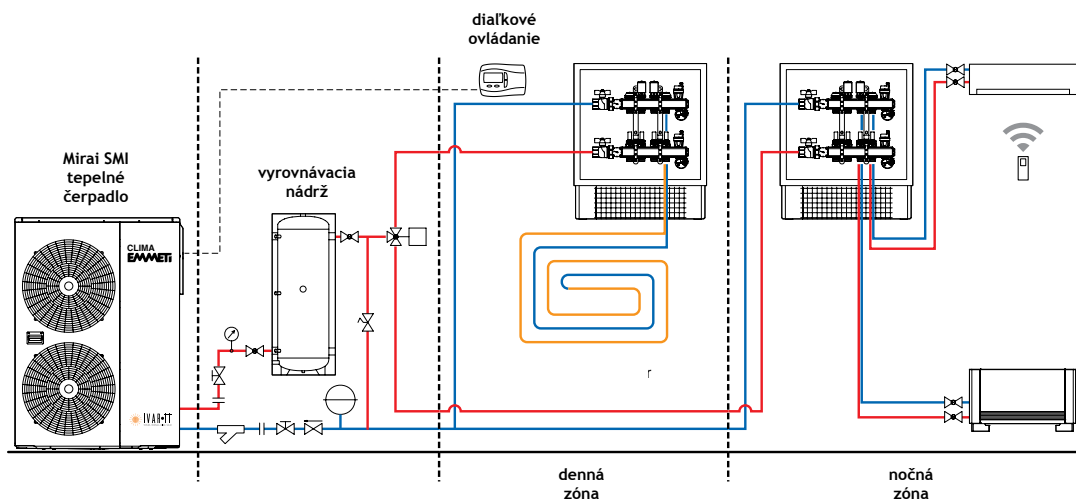 diaľkové
ovládanie
Mirai SMI
tepelné
čerpadlo
vyrovnávacia
nádrž
CLIMA
EMMETI
IVAR
r
denná
zóna
nočná
zóna